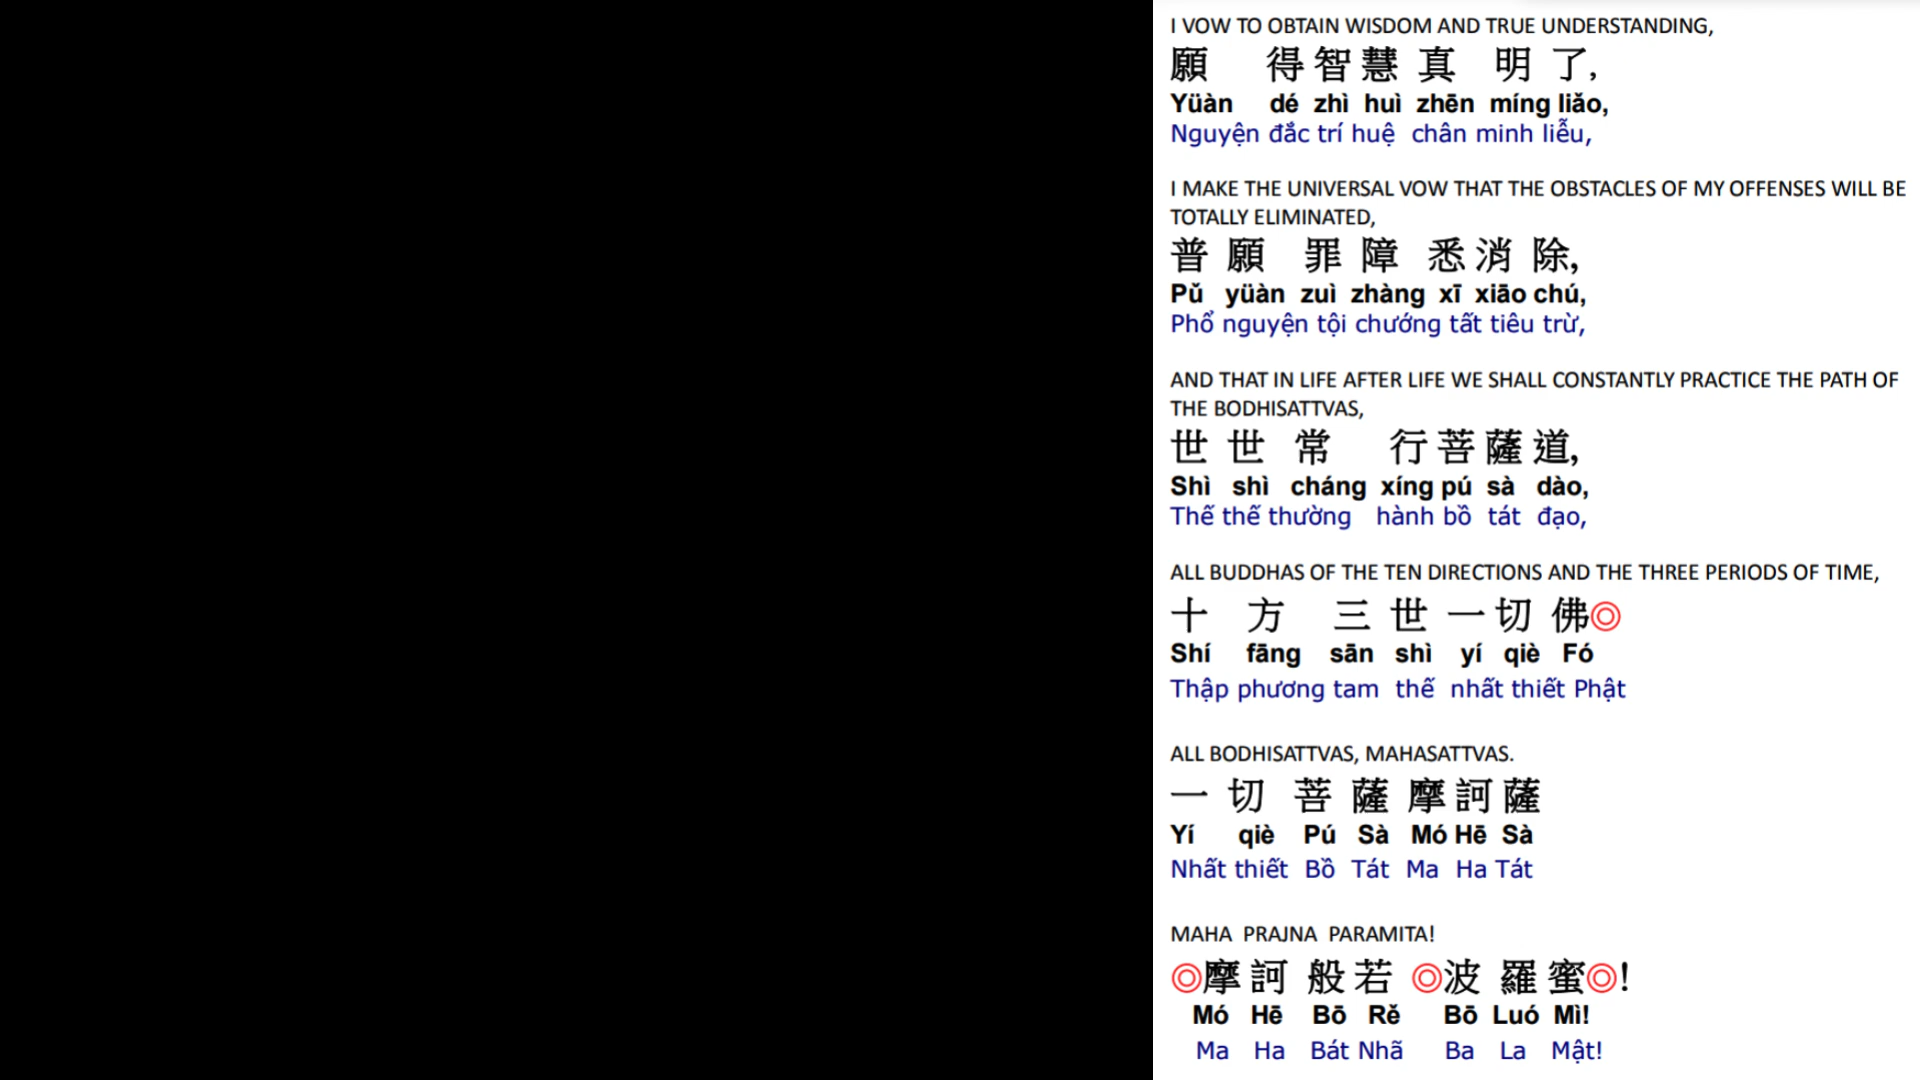 I VOW TO OBTAIN WISDOM AND TRUE UNDERSTANDING,
願 得 智 慧 真 明 了,
Yüàn dé zhì huì zhēn míng liǎo,
Nguyện đắc trí huệ chân minh liễu,
I MAKE THE UNIVERSAL VOW THAT THE OBSTACLES OF MY OFFENSES WILL BE
TOTALLY ELIMINATED,
普 願 罪 障 悉 消 除,
Pǔ yüàn zuì zhàng xī xiāo chú,
Phổ nguyện tội chướng tất tiêu trừ,
AND THAT IN LIFE AFTER LIFE WE SHALL CONSTANTLY PRACTICE THE PATH OF
THE BODHISATTVAS,
世 世 常 行 菩 薩 道,
Shì shì cháng xíng pú sà dào,
Thế thế thường hành bồ tát đạo,
ALL BUDDHAS OF THE TEN DIRECTIONS AND THE THREE PERIODS OF TIME,
十 方 三 世 一 切 佛◎
Shí fāng sān shì yí qiè Fó
Thập phương tam thế nhất thiết Phật
ALL BODHISATTVAS, MAHASATTVAS.
一 切 菩 薩 摩 訶 薩
Yí qiè Pú Sà Mó Hē Sà
Nhất thiết Bồ Tát Ma Ha Tát
MAHA PRAJNA PARAMITA!
◎摩 訶 般 若 ◎波 羅 蜜◎!
Mó Hē Bō Rě Bō Luó Mì!
Ma Ha Bát Nhã Ba La Mật!